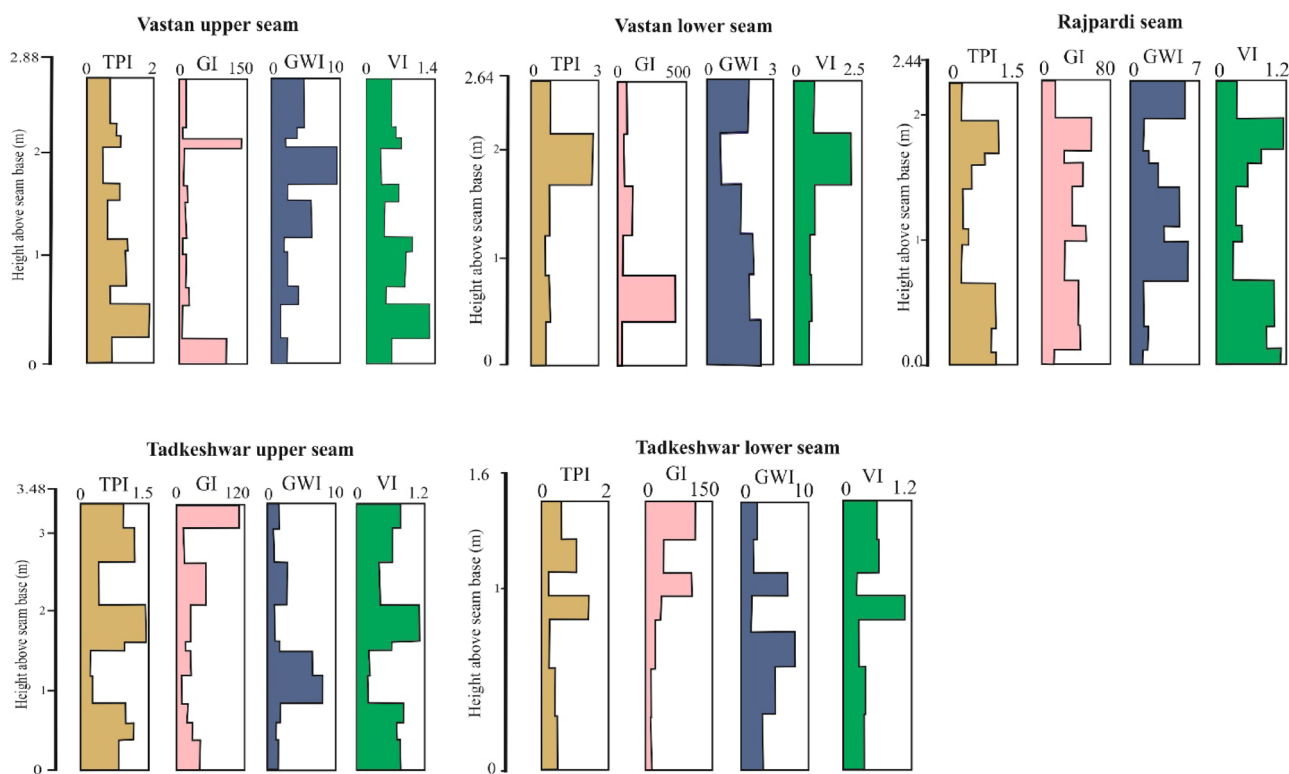 Vastan upper seam
TPI GI GWI VI
0 2 0 150 0 10 0 1.4
2.88
2
1
0
Height above seam base (m)
Vastan lower seam
TPI GI GWI VI
0 3 0 500 0 3 0 2.5
2.64
2
1
0
Height above seam base (m)
Rajpardi seam
TPI GI GWI VI
0 1.5 0 80 0 7 0 1.2
2.44
2
1
0.0
Height above seam base (m)
Tadkeshwar upper seam
TPI GI GWI VI
0 1.5 0 120 0 10 0 1.2
3.48
3
2
1
0
Height above seam base (m)
Tadkeshwar lower seam
TPI GI GWI VI
0 2 0 150 0 10 0 1.2
1.6
1
0
Height above seam base (m)